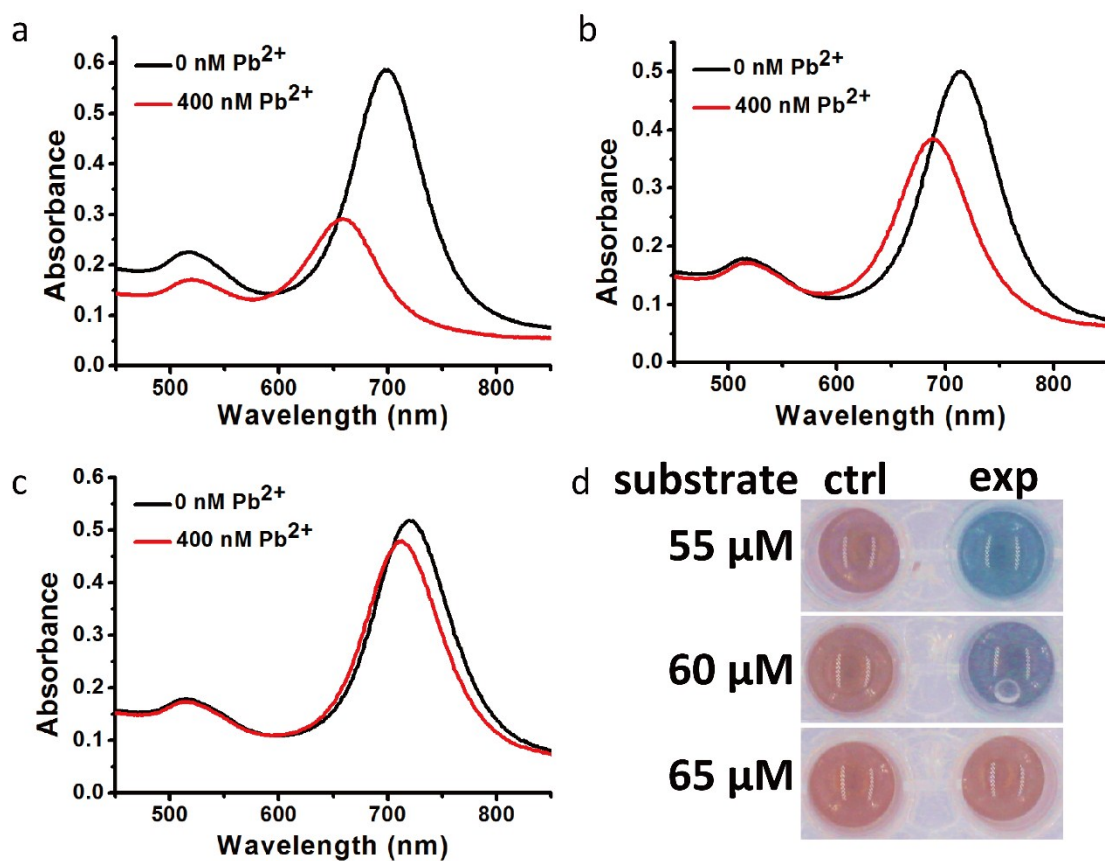 a
0.6
0.5
0.4
0.3
0.2
0.1
0.0
Absorbance
0 nM Pb²⁺
400 nM Pb²⁺
500 600 700 800
Wavelength (nm)
b
0.5
0.4
0.3
0.2
0.1
0.0
Absorbance
0 nM Pb²⁺
400 nM Pb²⁺
500 600 700 800
Wavelength (nm)
c
0.6
0.5
0.4
0.3
0.2
0.1
0.0
Absorbance
0 nM Pb²⁺
400 nM Pb²⁺
500 600 700 800
Wavelength (nm)
d substrate ctrl exp
55 µM
60 µM
65 µM